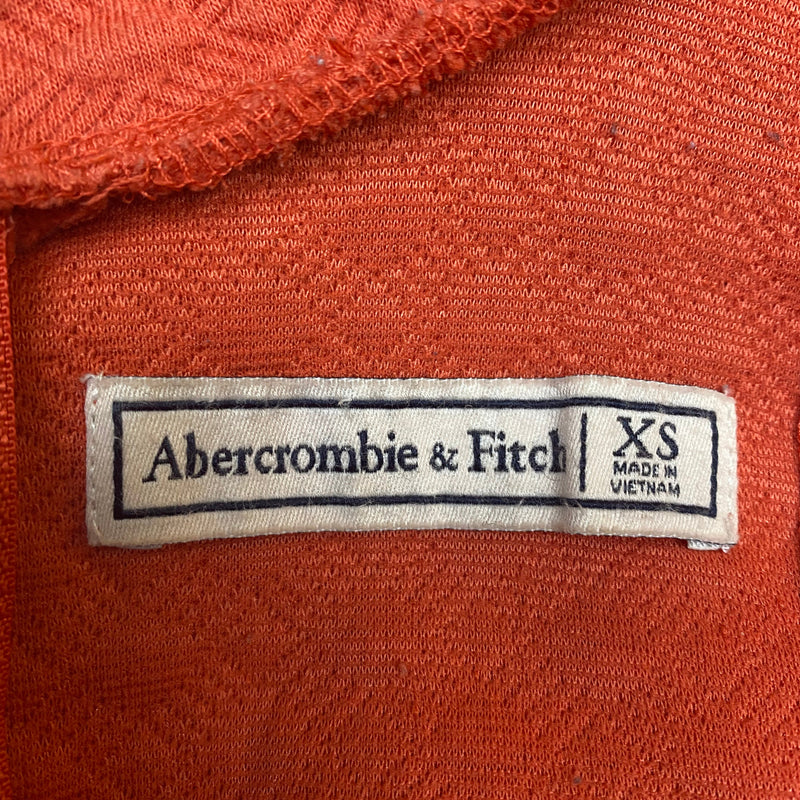 Abercrombie & Fitch
XS
MADE IN
VIETNAM